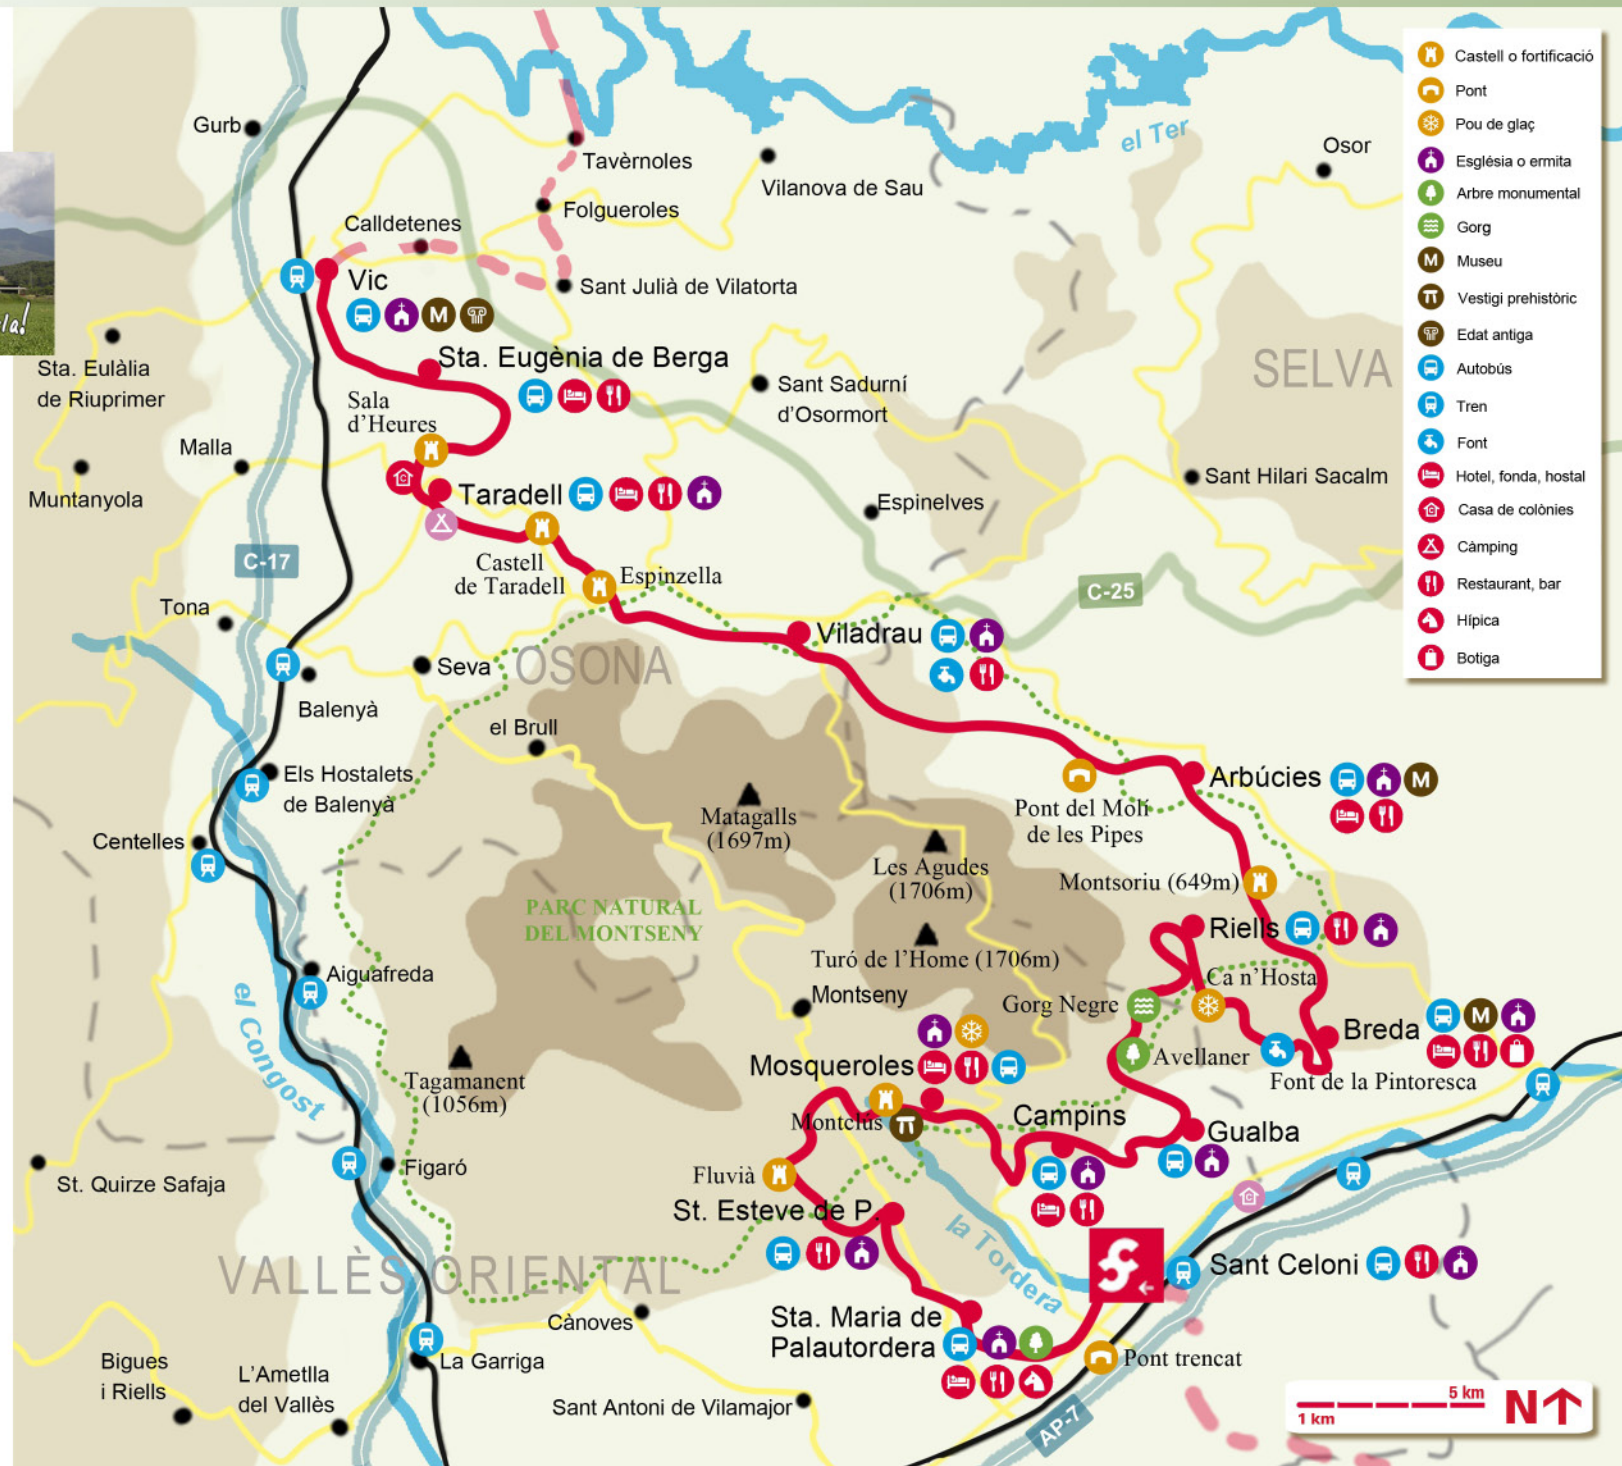 Gurb
Tavèrnoles
Vilanova de Sau
el Ter
Osor
Folgueroles
Calldetenes
Vic
Sant Julià de Vilatorta
la!
Sta. Eulàlia
de Riuprimer
Sta. Eugènia de Berga
SELVA
Sala
d'Heures
Sant Sadurní
d'Osormort
Malla
Muntanyola
Taradell
Sant Hilari Sacalm
Espinelves
C-17
Castell
de Taradell
Espinzella
C-25
Tona
Viladrau
Seva
OSONA
Balenyà
el Brull
Els Hostalets
de Balenyà
Arbúcies
Matagalls
(1697m)
Pont del Molí
de les Pipes
Centelles
Les Agudes
(1706m)
Montsoriu (649m)
PARC NATURAL
DEL MONTSENY
Riells
Turó de l'Home (1706m)
Aiguafreda
Ca n'Hosta
Montseny
Gorg Negre
el Congost
Breda
Mosqueroles
Avellaner
Tagamanent
(1056m)
Font de la Pintoresca
Montclús
Campins
Gualba
Figaró
St. Quirze Safaja
Fluvià
St. Esteve de P.
la Tordera
VALLÈS ORIENTAL
Sant Celoni
Cànoves
Sta. Maria de
Palautordera
Bigues
i Riells
L'Ametlla
del Vallès
La Garriga
Pont trencat
Sant Antoni de Vilamajor
AP-7
Castell o fortificació
Pont
Pou de glaç
Església o ermita
Arbre monumental
Gorg
M Museu
Vestigi prehistòric
Edat antiga
Autobús
Tren
Font
Hotel, fonda, hostal
Casa de colònies
Càmping
Restaurant, bar
Hípica
Botiga
5 km
1 km
N